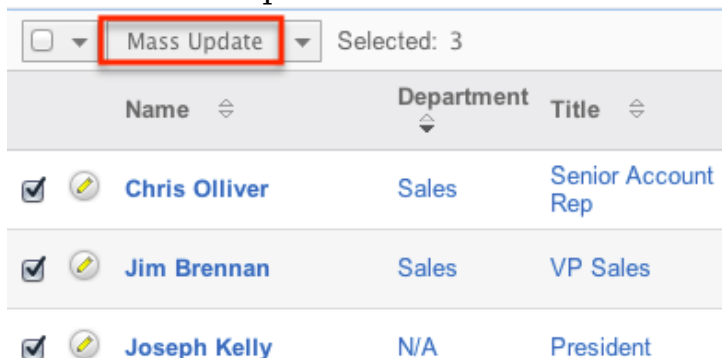 Mass Update Selected: 3
Name Department Title
Chris Olliver Sales Senior Account
Rep
Jim Brennan Sales VP Sales
Joseph Kelly N/A President